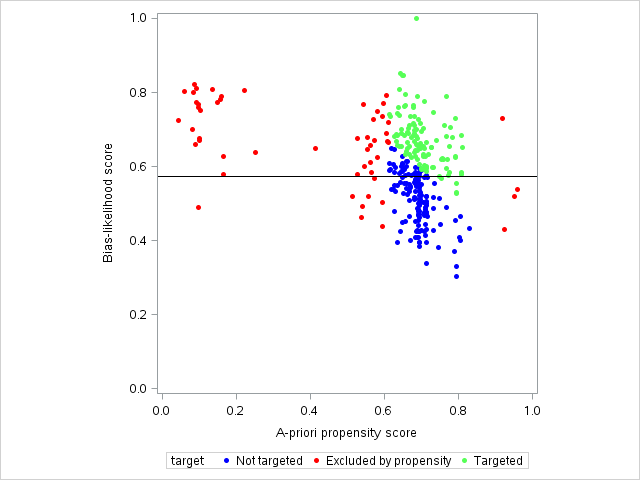 1.0
0.8
0.6
0.4
0.2
0.0
Bias-likelihood score
0.0 0.2 0.4 0.6 0.8 1.0
A-priori propensity score
target Not targeted Excluded by propensity Targeted